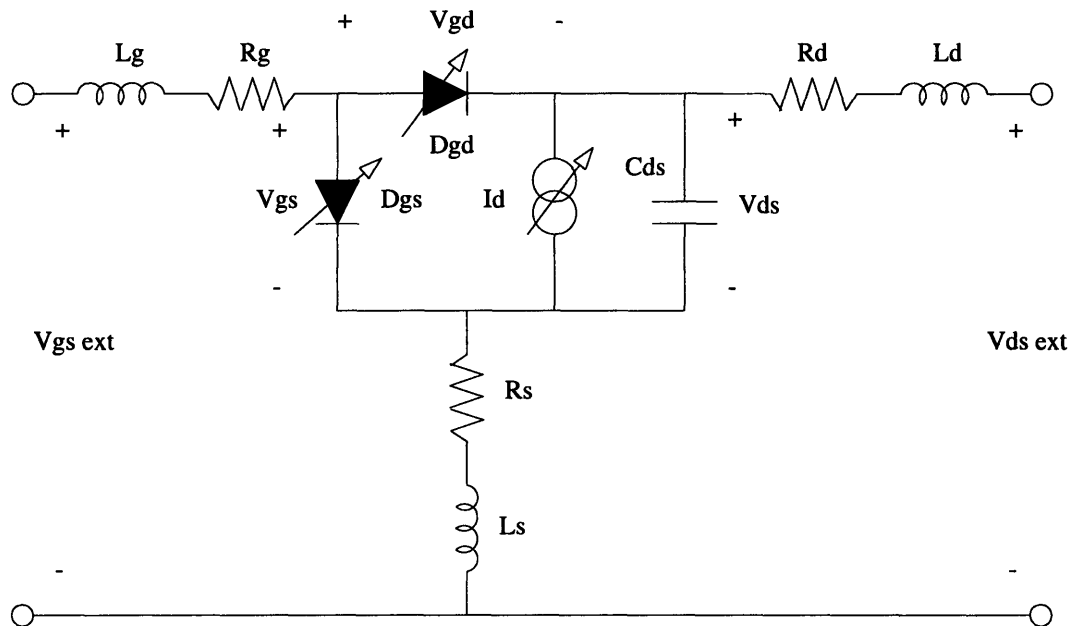 + Vgd -
Lg Rg Rd Ld
+ + + +
Dgd
Vgs Dgs Id Cds Vds
- -
Vgs ext Vds ext
Rs
Ls
- -